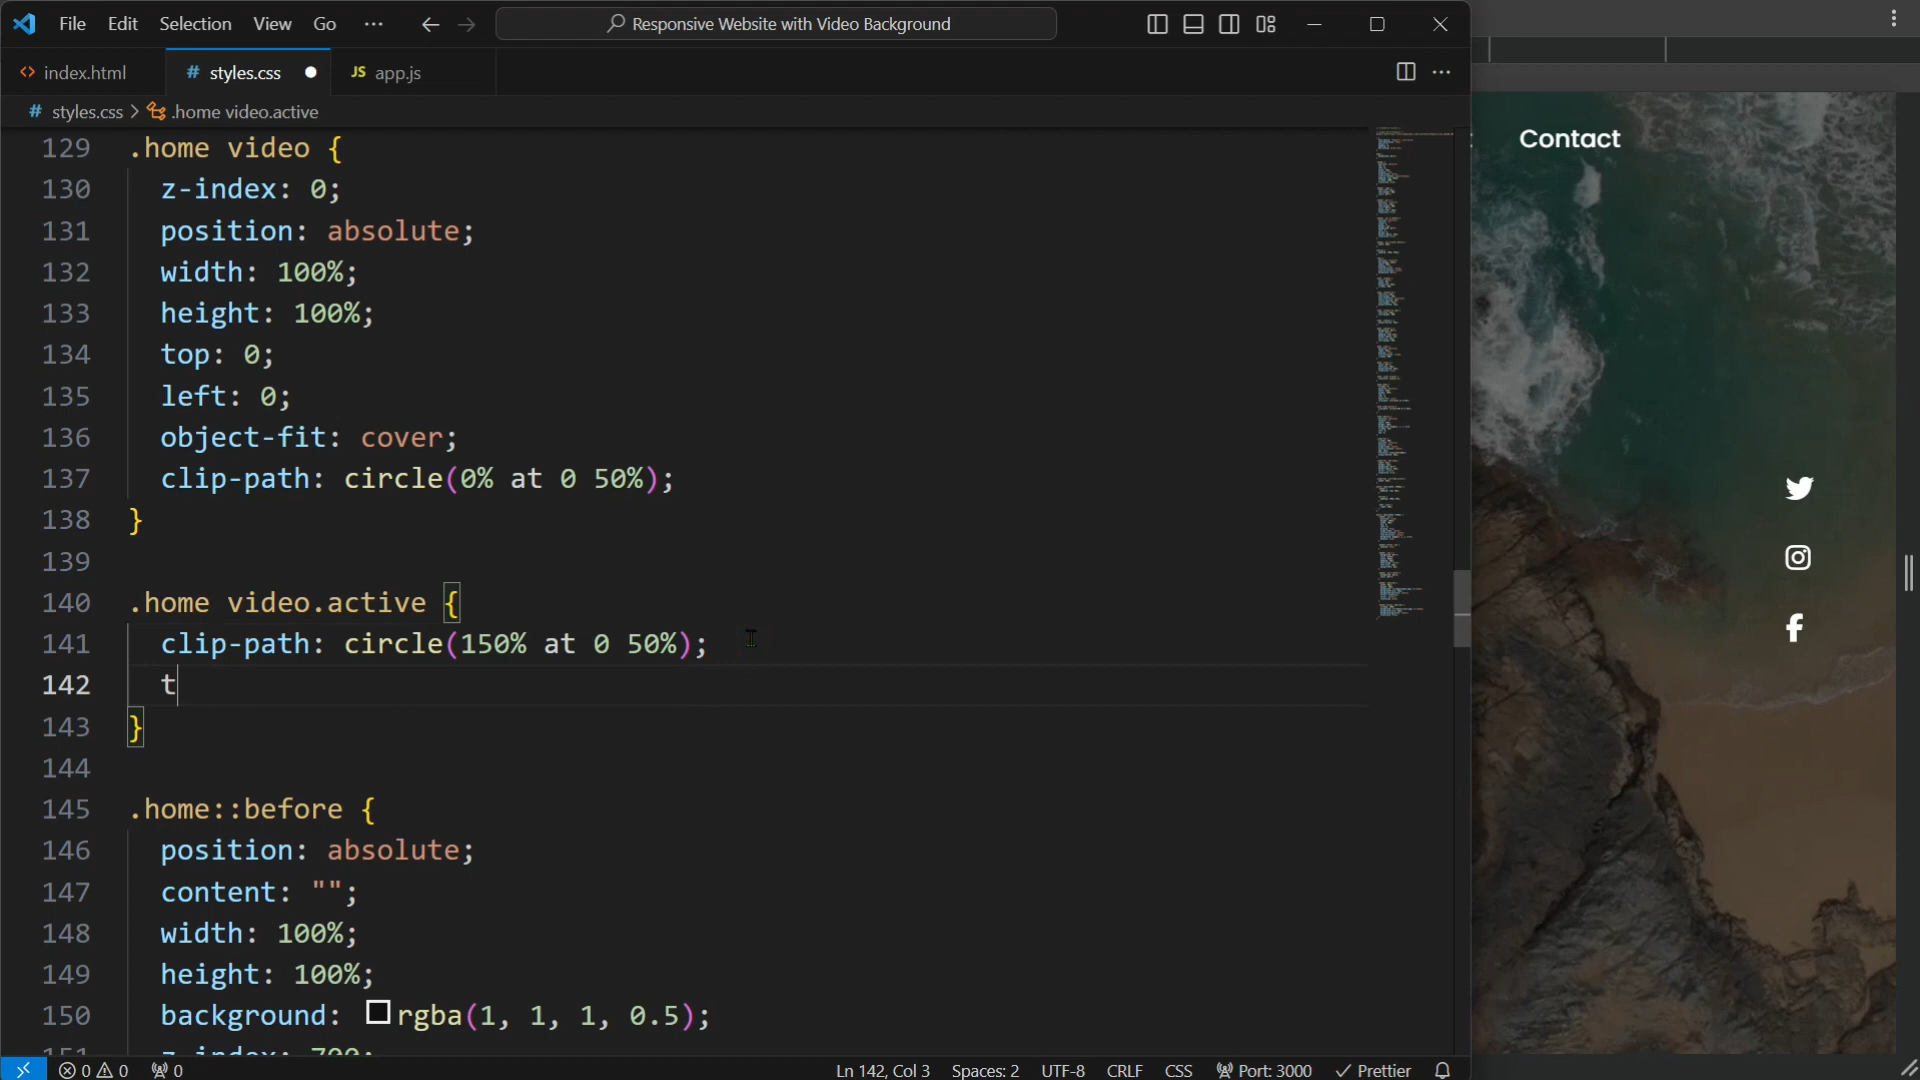 File Edit Selection View Go ··· Responsive Website with Video Background
index.html # styles.css JS app.js
# styles.css > .home video.active
129 .home video {
130 z-index: 0;
131 position: absolute;
132 width: 100%;
133 height: 100%;
134 top: 0;
135 left: 0;
136 object-fit: cover;
137 clip-path: circle(0% at 0 50%);
138 }
139
140 .home video.active {
141 clip-path: circle(150% at 0 50%);
142 t
143 }
144
145 .home::before {
146 position: absolute;
147 content: "";
148 width: 100%;
149 height: 100%;
150 background: rgba(1, 1, 1, 0.5);
151 z-index: 700;
Contact
0 0 0 Ln 142, Col 3 Spaces: 2 UTF-8 CRLF CSS Port: 3000 Prettier